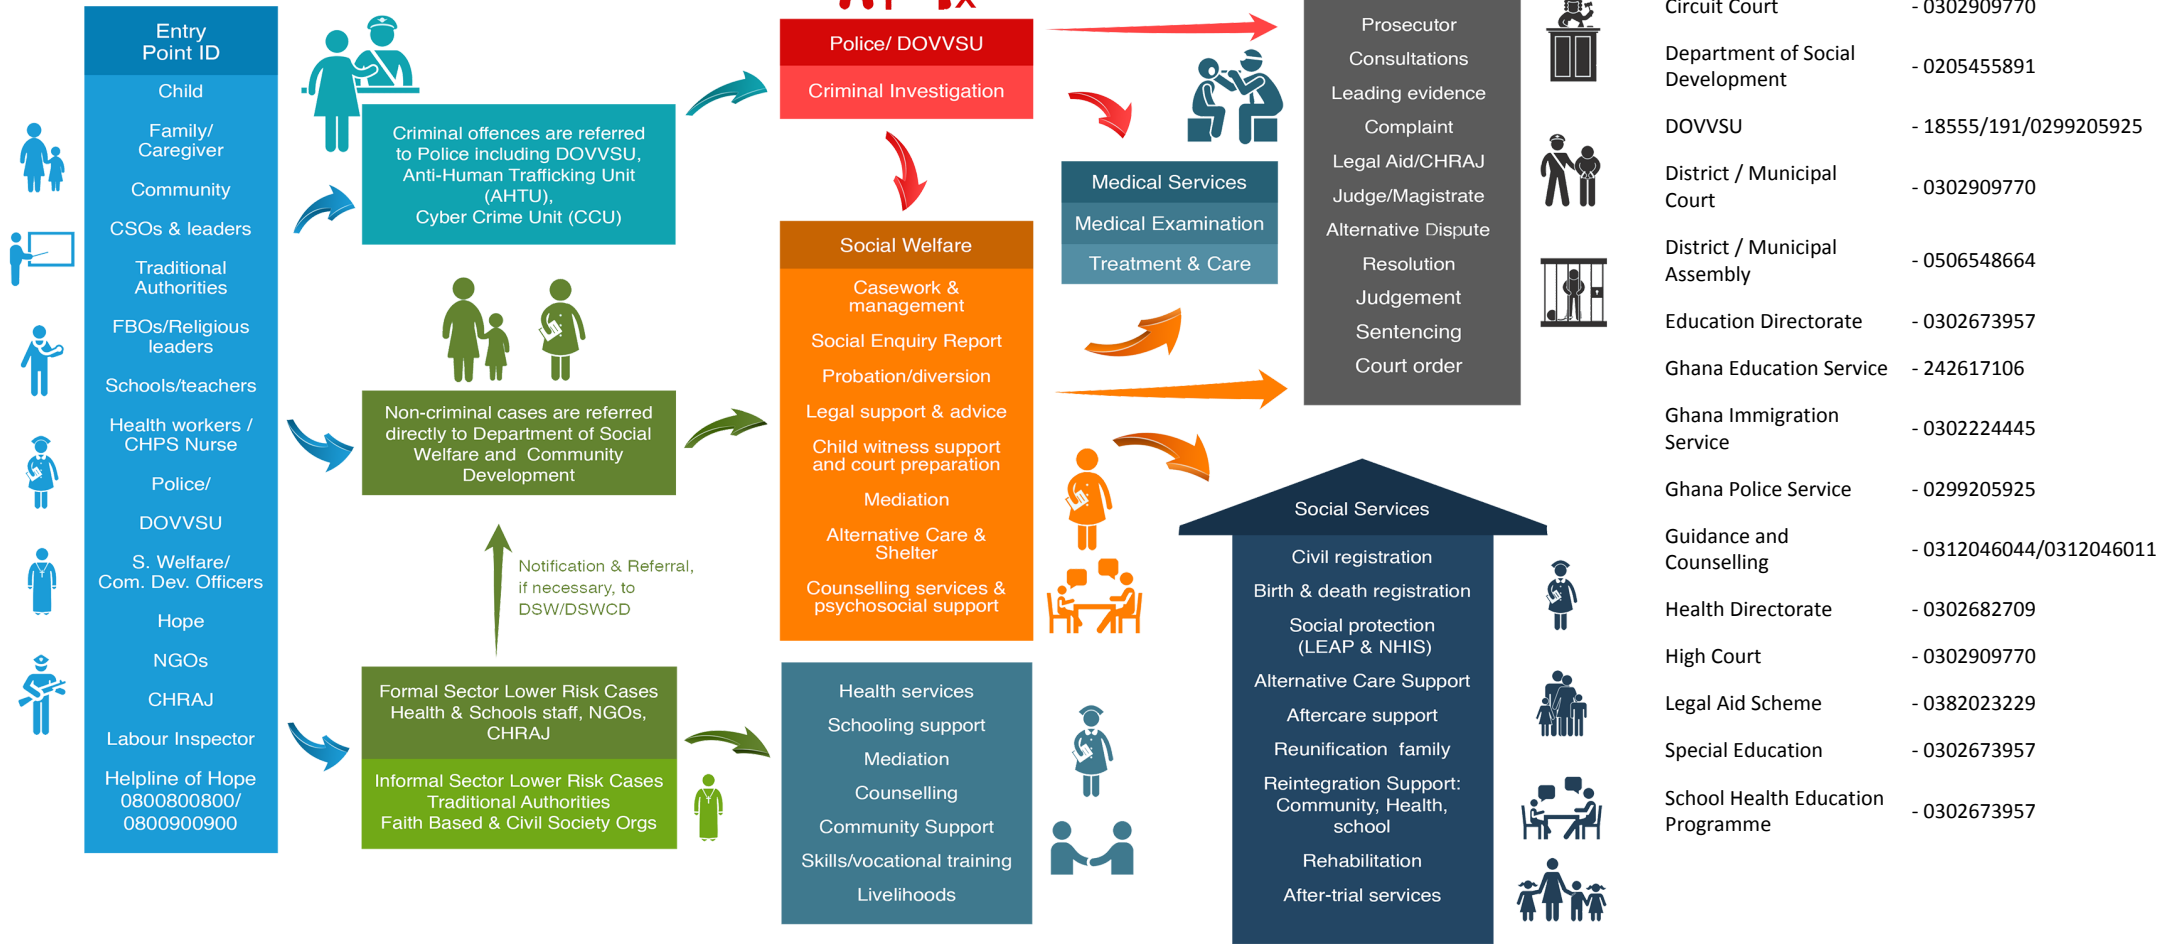 Entry
Point ID
Child
Family/
Caregiver
Community
CSOs & leaders
Traditional
Authorities
FBOs/Religious
leaders
Schools/teachers
Health workers /
CHPS Nurse
Police/
DOVVSU
S. Welfare/
Com. Dev. Officers
Hope
NGOs
CHRAJ
Labour Inspector
Helpline of Hope
0800800800/
0800900900
Criminal offences are referred
to Police including DOVVSU,
Anti-Human Trafficking Unit
(AHTU),
Cyber Crime Unit (CCU)
Non-criminal cases are referred
directly to Department of Social
Welfare and Community
Development
Notification & Referral,
if necessary, to
DSW/DSWCD
Formal Sector Lower Risk Cases
Health & Schools staff, NGOs,
CHRAJ
Informal Sector Lower Risk Cases
Traditional Authorities
Faith Based & Civil Society Orgs
Police/ DOVVSU
Criminal Investigation
Social Welfare
Casework &
management
Social Enquiry Report
Probation/diversion
Legal support & advice
Child witness support
and court preparation
Mediation
Alternative Care &
Shelter
Counselling services &
psychosocial support
Health services
Schooling support
Mediation
Counselling
Community Support
Skills/vocational training
Livelihoods
Medical Services
Medical Examination
Treatment & Care
Prosecutor
Consultations
Leading evidence
Complaint
Legal Aid/CHRAJ
Judge/Magistrate
Alternative Dispute
Resolution
Judgement
Sentencing
Court order
Social Services
Civil registration
Birth & death registration
Social protection
(LEAP & NHIS)
Alternative Care Support
Aftercare support
Reunification family
Reintegration Support:
Community, Health,
school
Rehabilitation
After-trial services
Circuit Court - 0302909770
Department of Social
Development - 0205455891
DOVVSU - 18555/191/0299205925
District / Municipal
Court - 0302909770
District / Municipal
Assembly - 0506548664
Education Directorate - 0302673957
Ghana Education Service - 242617106
Ghana Immigration
Service - 0302224445
Ghana Police Service - 0299205925
Guidance and
Counselling - 0312046044/0312046011
Health Directorate - 0302682709
High Court - 0302909770
Legal Aid Scheme - 0382023229
Special Education - 0302673957
School Health Education
Programme - 0302673957